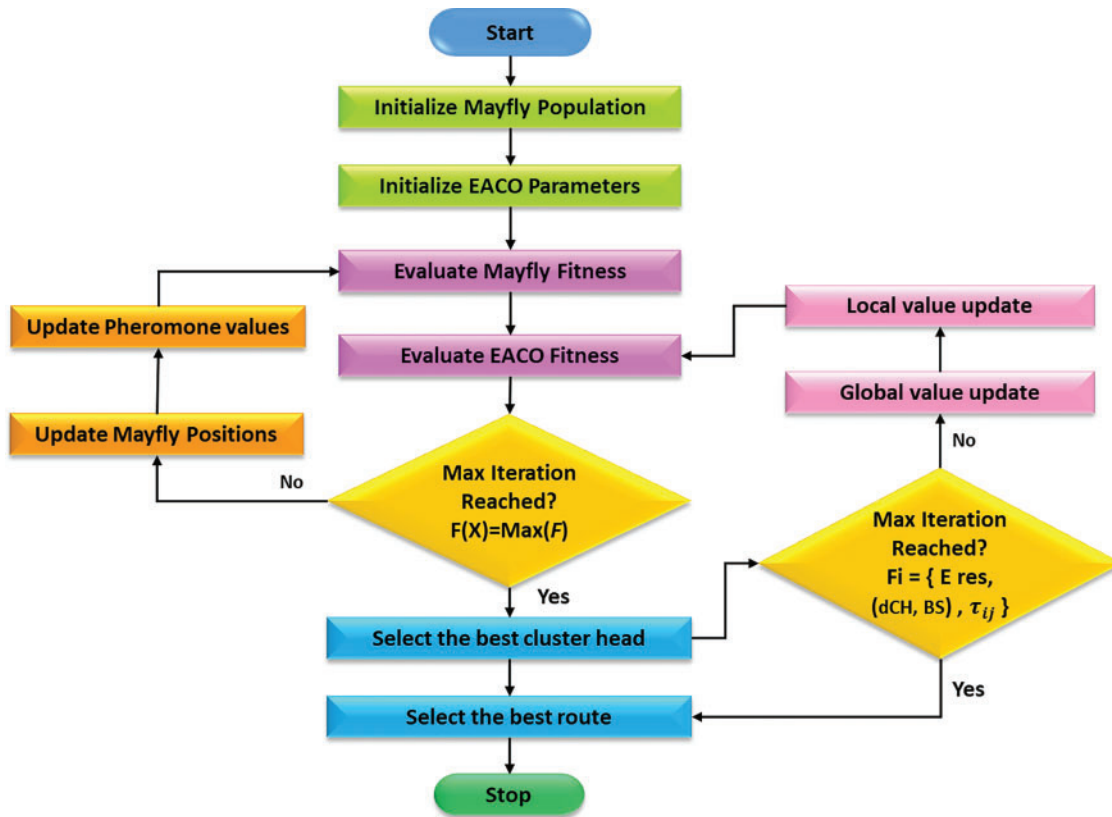 Start
Initialize Mayfly Population
Initialize EACO Parameters
Evaluate Mayfly Fitness
Update Pheromone values
Local value update
Evaluate EACO Fitness
Global value update
Update Mayfly Positions
No
No
Max Iteration
Reached?
F(X)=Max(F)
Max Iteration
Reached?
Fi = { E res,
(dCH, BS) , τij }
Yes
Select the best cluster head
Yes
Select the best route
Stop